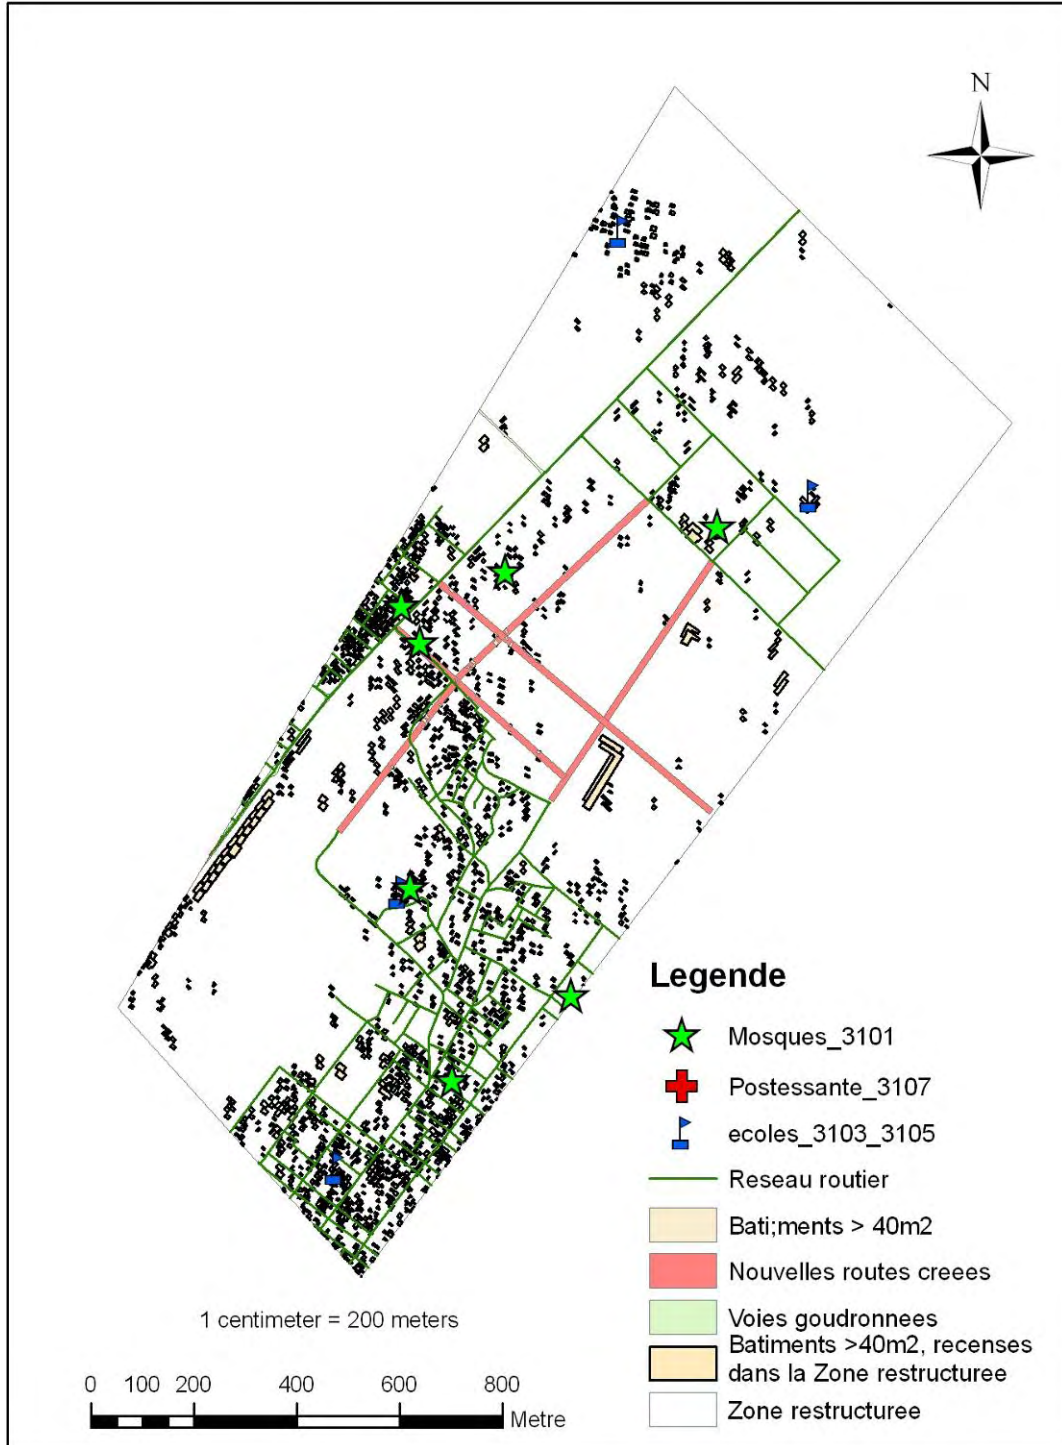 N
Legende
Mosques_3101
Postessante_3107
ecoles_3103_3105
Reseau routier
Bati;ments > 40m2
Nouvelles routes creees
Voies goudronnees
Batiments >40m2, recenses
dans la Zone restructuree
Zone restructuree
1 centimeter = 200 meters
0 100 200 400 600 800
Metre